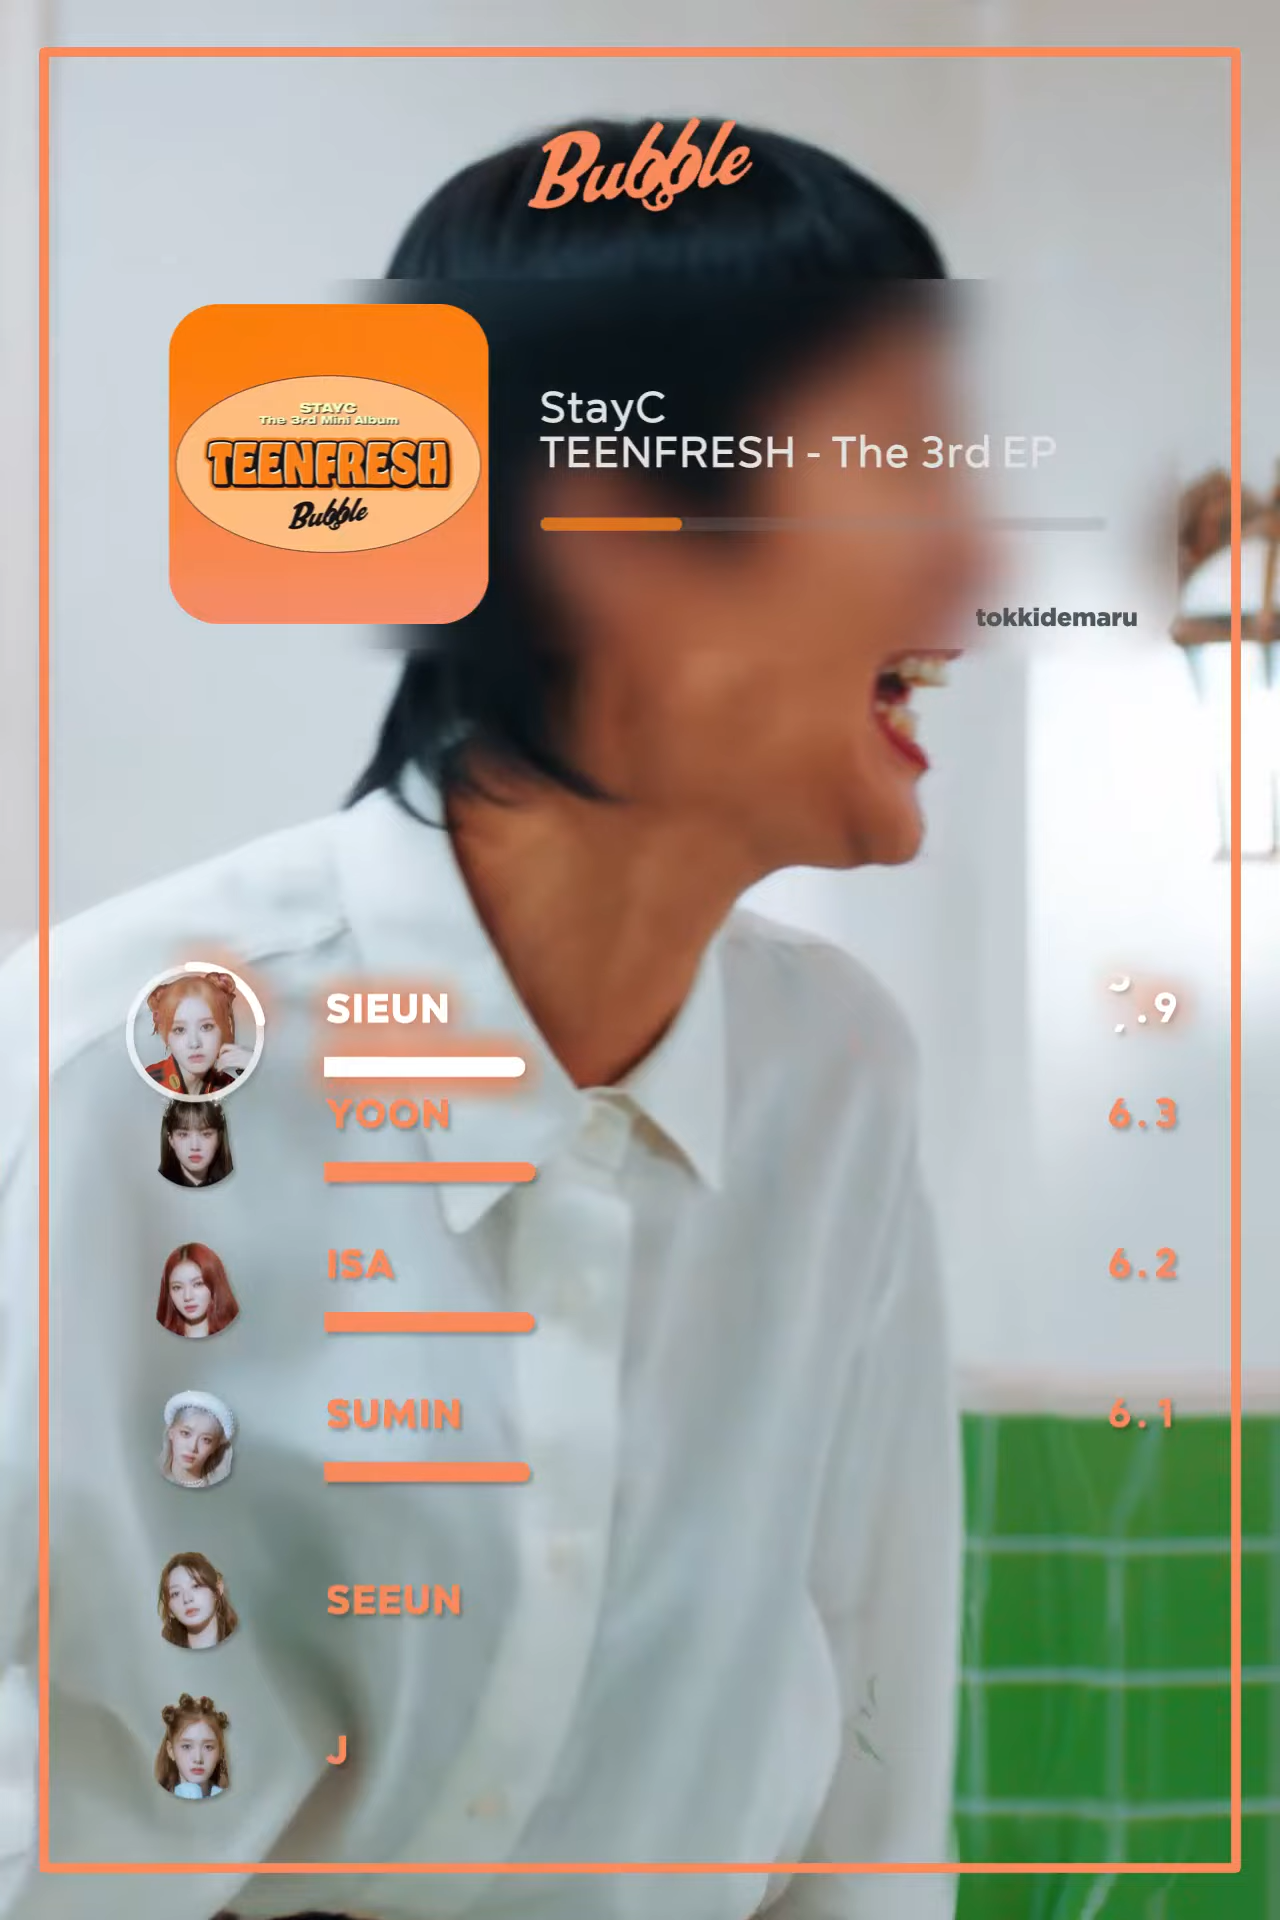 Bubble
STAYC
The 3rd Mini Album
TEENFRESH
Bubble
StayC
TEENFRESH - The 3rd EP
tokkidemaru
SIEUN .9
YOON 6.3
ISA 6.2
SUMIN 6.1
SEEUN
J